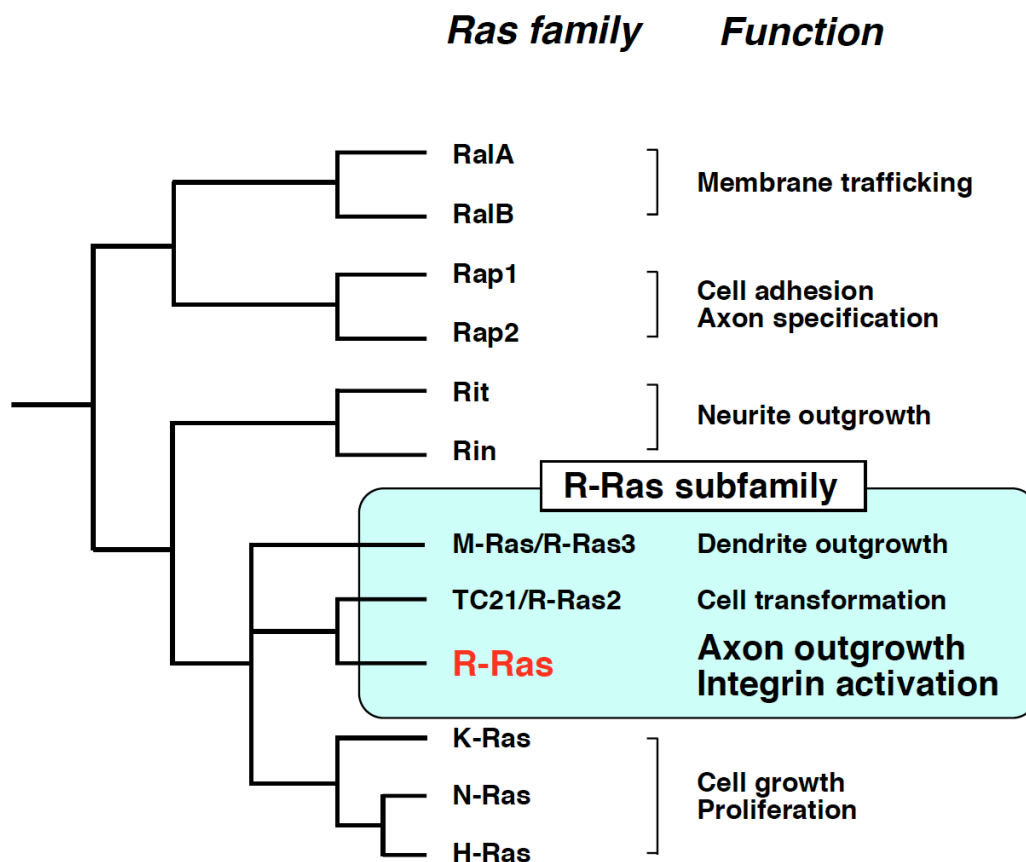 Ras family Function
RalA
Membrane trafficking
RalB
Rap1
Cell adhesion
Axon specification
Rap2
Rit
Neurite outgrowth
Rin
R-Ras subfamily
M-Ras/R-Ras3 Dendrite outgrowth
TC21/R-Ras2 Cell transformation
R-Ras
Axon outgrowth
Integrin activation
K-Ras
Cell growth
Proliferation
N-Ras
H-Ras